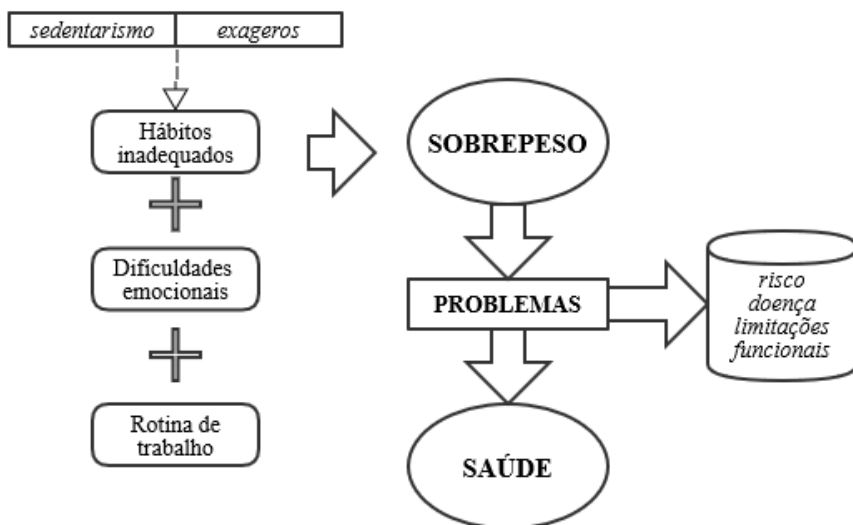 sedentarismo exageros
Hábitos
inadequados
Dificuldades
emocionais
Rotina de
trabalho
SOBREPESO
PROBLEMAS
SAÚDE
risco
doença
limitações
funcionais